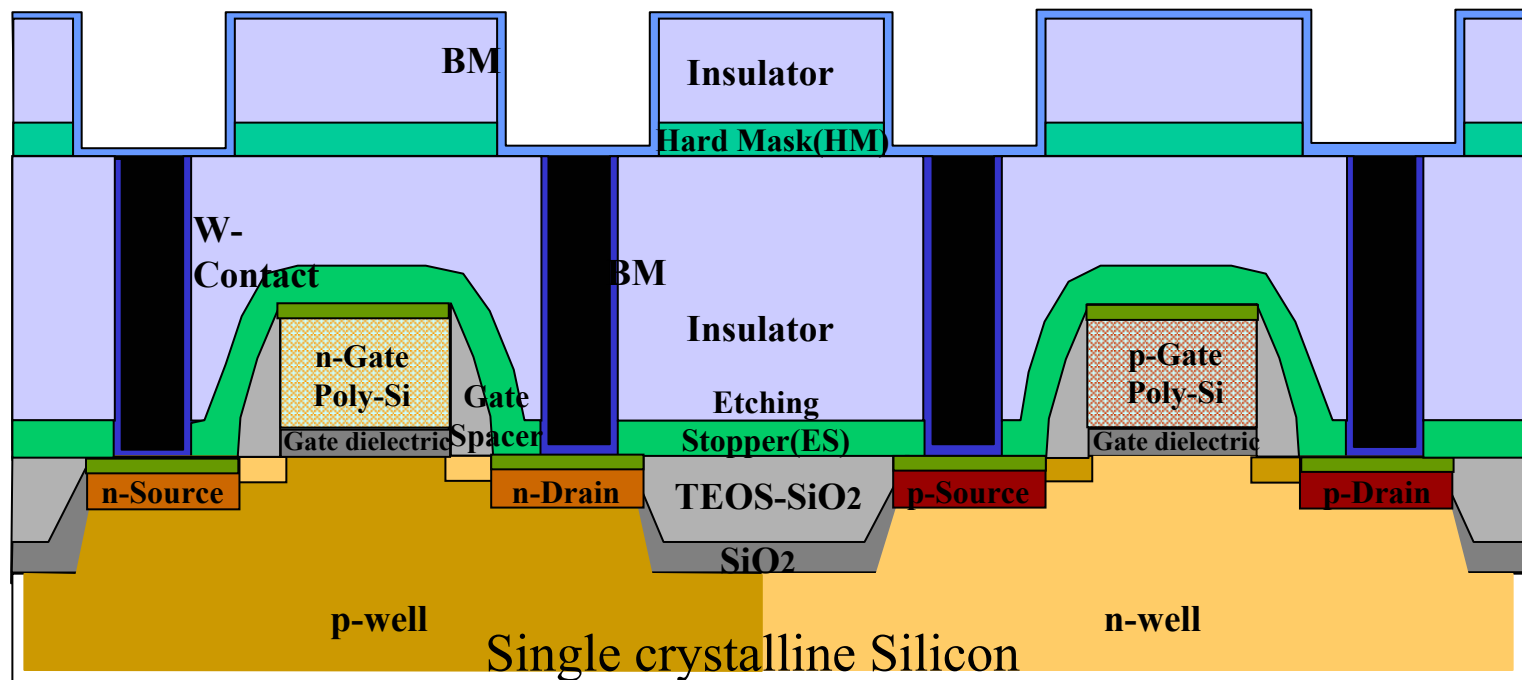 BM
Insulator
Hard Mask(HM)
W-
Contact
BM
Insulator
n-Gate
Poly-Si
p-Gate
Poly-Si
Gate
Spacer
Etching
Stopper(ES)
Gate dielectric
Gate dielectric
n-Source
n-Drain
TEOS-SiO2
p-Source
p-Drain
SiO2
p-well
n-well
Single crystalline Silicon